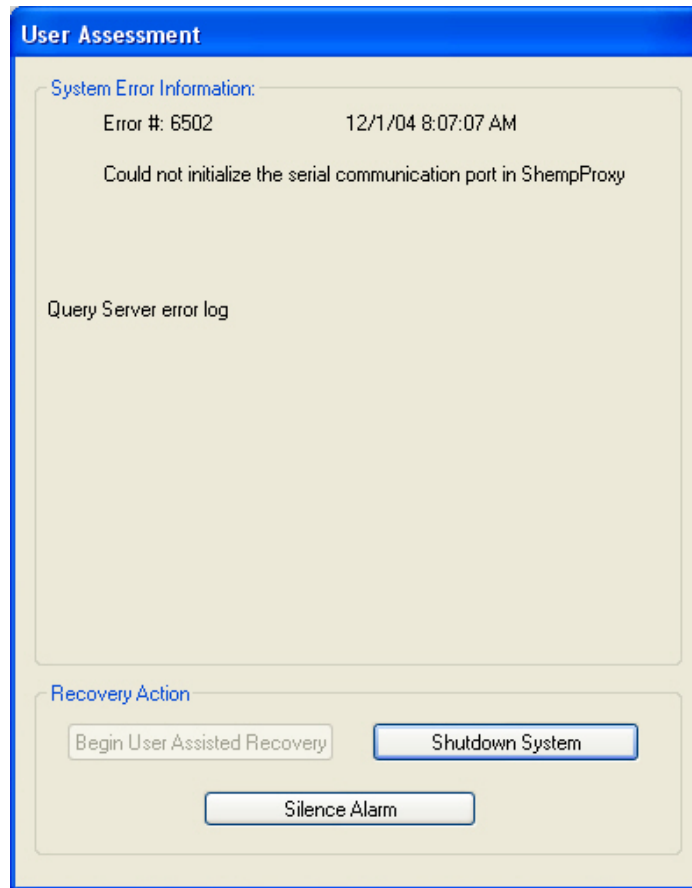 User Assessment
System Error Information:
Error #: 6502 12/1/04 8:07:07 AM
Could not initialize the serial communication port in ShempProxy
Query Server error log
Recovery Action
Begin User Assisted Recovery Shutdown System
Silence Alarm